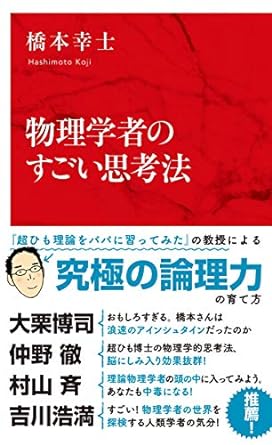 橋本幸士
Hashimoto Koji
物理学者の
すごい思考法
『超ひも理論をパパに習ってみた』の教授による
究極の論理力
の育て方
大栗博司
おもしろすぎる。橋本さんは
浪速のアインシュタインだったのか
仲野 徹
超ひも博士の物理学的思考法、
脳にしみ入り効果抜群!
村山 斉
理論物理学者の頭の中に入ってみよう。
あなたも中毒になる!
吉川浩満
すごい!物理学者の世界を
探検する人類学者の気分!
推薦!